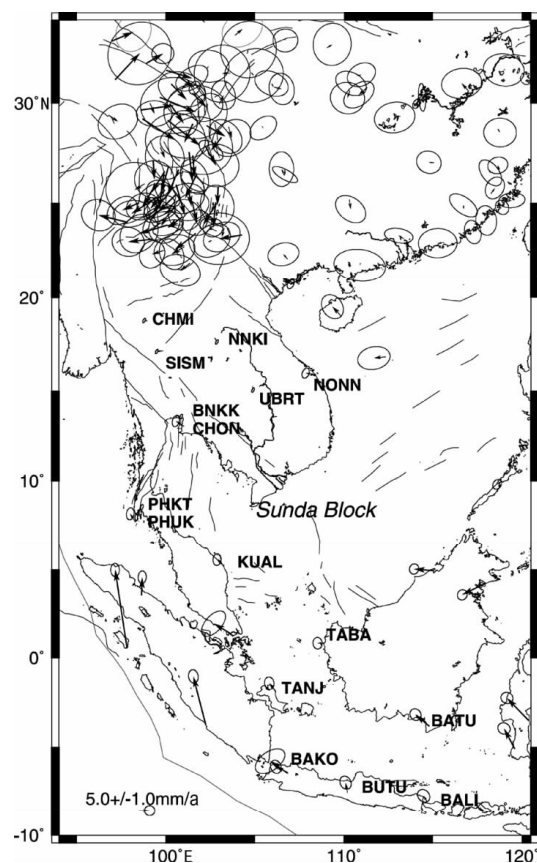 30˚
20˚
10˚
0˚
-10˚
CHMI
NNKI
SISM
NONN
UBRT
BNKK
CHON
PHKT
PHUK
Sunda Block
KUAL
TABA
TANJ
BATU
BAKO
BUTU
BALI
5.0+/-1.0mm/a
100˚E
110˚
120˚